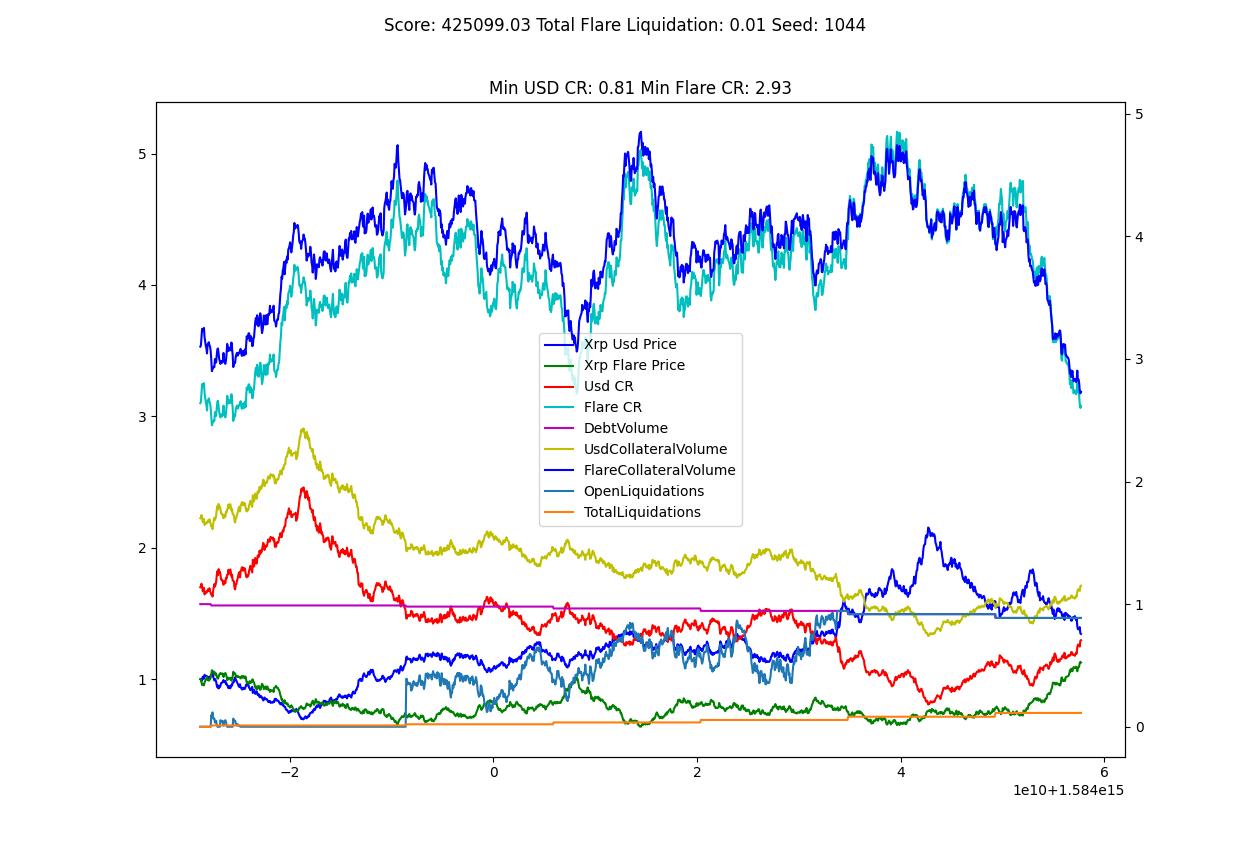 Score: 425099.03 Total Flare Liquidation: 0.01 Seed: 1044
Min USD CR: 0.81 Min Flare CR: 2.93
5
4
3
2
1
5
4
3
2
1
0
Xrp Usd Price
Xrp Flare Price
Usd CR
Flare CR
DebtVolume
UsdCollateralVolume
FlareCollateralVolume
OpenLiquidations
TotalLiquidations
−2 0 2 4 6
1e10+1.584e15